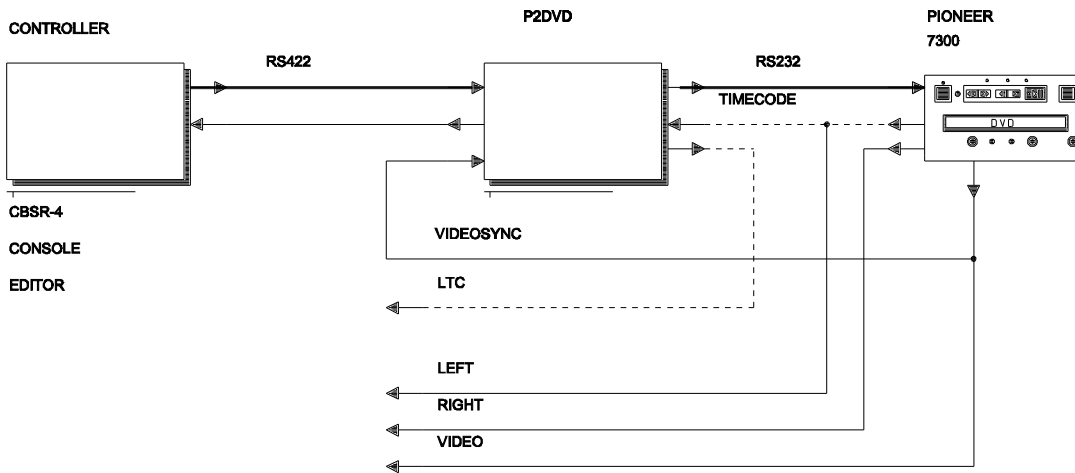 P2DVD
PIONEER
7300
CONTROLLER
RS422
RS232
TIMECODE
DVD
CBSR-4
CONSOLE
EDITOR
VIDEOSYNC
LTC
LEFT
RIGHT
VIDEO